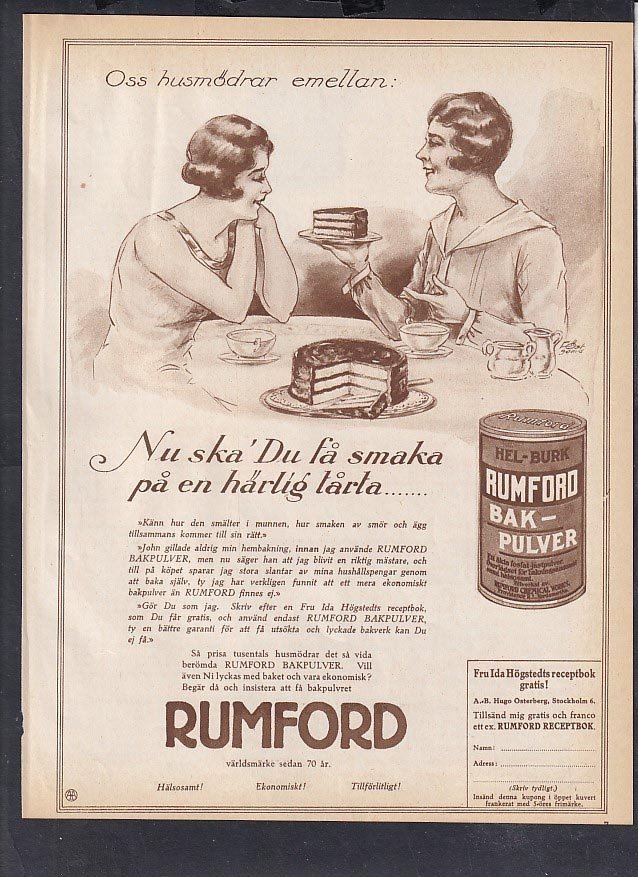 Oss husmödrar emellan:
Nu ska' Du få smaka
på en härlig tårta.......
»Känn hur den smälter i munnen, hur smaken av smör och ägg
tillsammans kommer till sin rätt.»
»John gillade aldrig min hembakning, innan jag använde RUMFORD
BAKPULVER, men nu säger han att jag blivit en riktig mästare, och
till på köpet sparar jag stora slantar av mina hushållspengar genom
att baka själv, ty jag har verkligen funnit att ett mera ekonomiskt
bakpulver än RUMFORD finnes ej.»
»Gör Du som jag. Skriv efter en Fru Ida Högstedts receptbok,
som Du får gratis, och använd endast RUMFORD BAKPULVER,
ty en bättre garanti för att få utsökta och lyckade bakverk kan Du
ej få.»
Så prisa tusentals husmödrar det så vida
berömda RUMFORD BAKPULVER. Vill
även Ni lyckas med baket och vara ekonomisk?
Begär då och insistera att få bakpulvret
RUMFORD
världsmärke sedan 70 år.
Hälsosamt! Ekonomiskt! Tillförlitligt!
Rumford
HEL-BURK
RUMFORD
BAK-
PULVER
RUMFORD CHEMICAL WORKS
Fru Ida Högstedts receptbok
gratis!
A.-B. Hugo Osterberg, Stockholm 6.
Tillsänd mig gratis och franco
ett ex. RUMFORD RECEPTBOK.
Namn:
Adress:
(Skriv tydligt.)
Insänd denna kupong i öppet kuvert
frankerat med 5-öres frimärke.